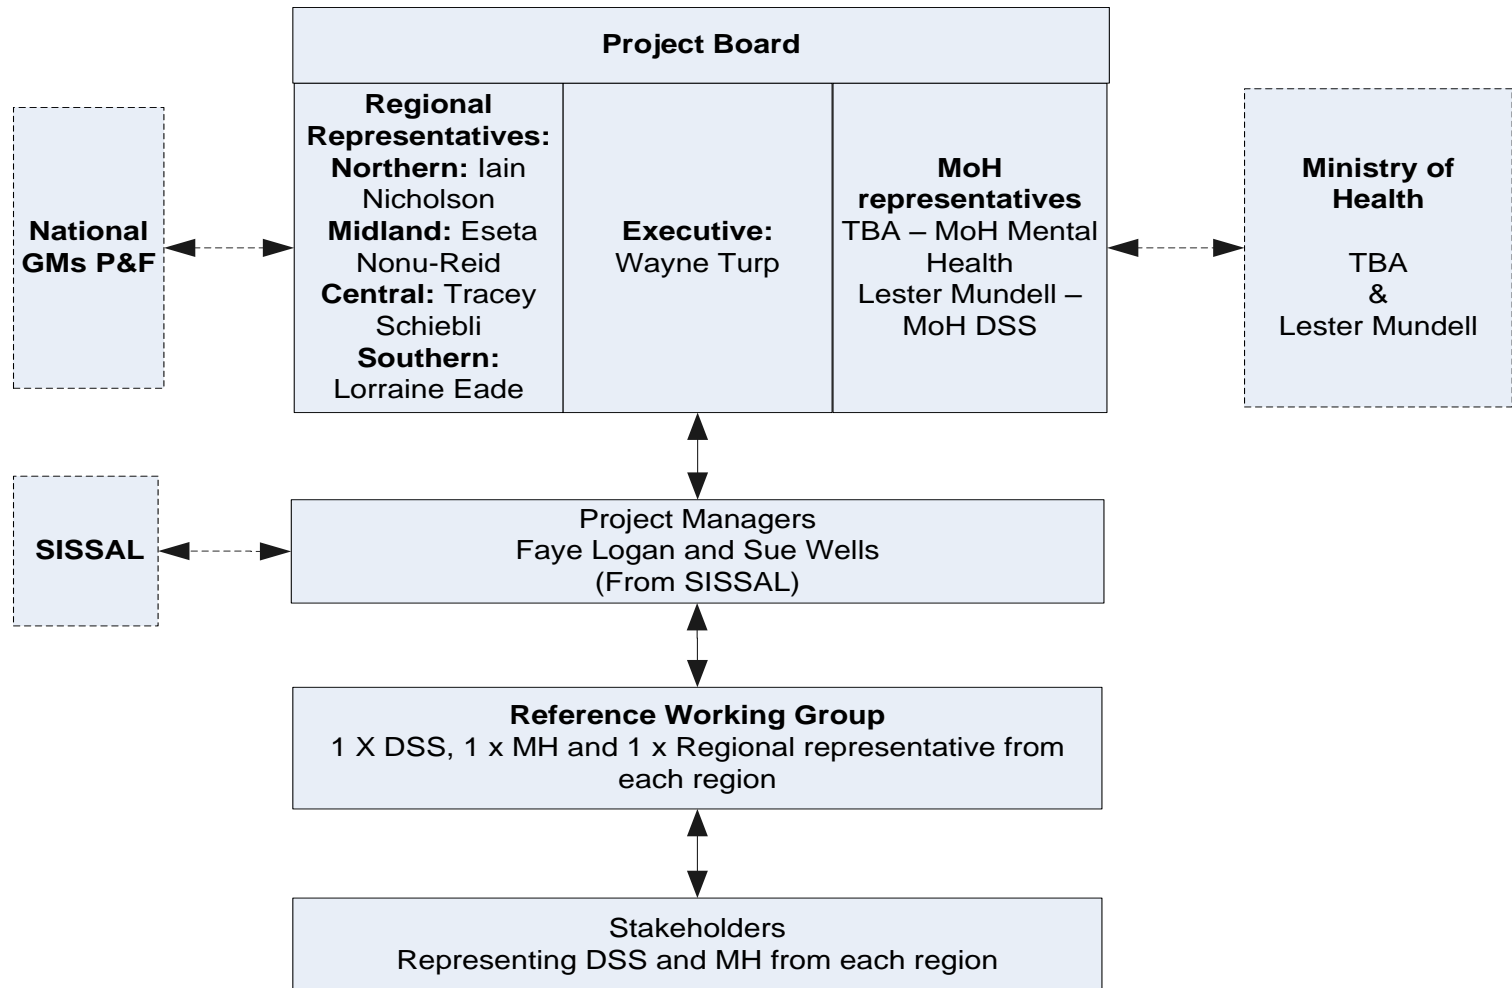 Project Board
National
GMs P&F
Regional
Representatives:
Northern: Iain
Nicholson
Midland: Eseta
Nonu-Reid
Central: Tracey
Schiebli
Southern:
Lorraine Eade
Executive:
Wayne Turp
MoH
representatives
TBA – MoH Mental
Health
Lester Mundell –
MoH DSS
Ministry of
Health
TBA
&
Lester Mundell
SISSAL
Project Managers
Faye Logan and Sue Wells
(From SISSAL)
Reference Working Group
1 X DSS, 1 x MH and 1 x Regional representative from
each region
Stakeholders
Representing DSS and MH from each region